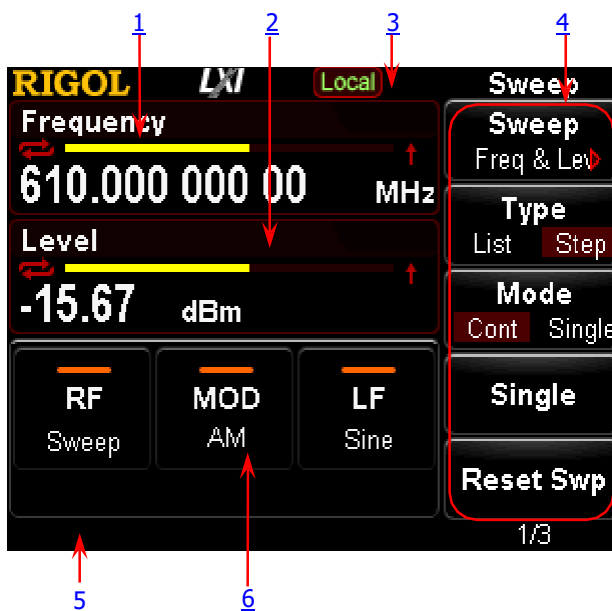 1 2 3 4
RIGOL LXI Local Sweep
Frequency
610.000 000 00 MHz
Level
-15.67 dBm
RF
Sweep
MOD
AM
LF
Sine
Sweep
Freq & Lev
Type
List Step
Mode
Cont Single
Single
Reset Swp
1/3
5 6